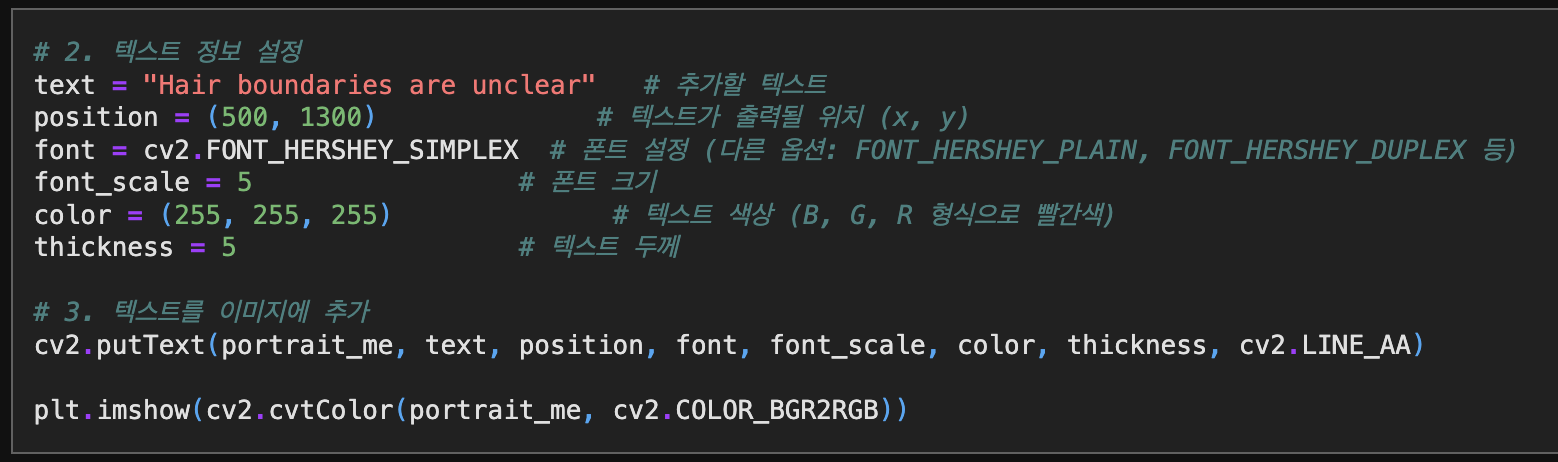 # 2. 텍스트 정보 설정
text = "Hair boundaries are unclear"   # 추가할 텍스트
position = (500, 1300)              # 텍스트가 출력될 위치 (x, y)
font = cv2.FONT_HERSHEY_SIMPLEX  # 폰트 설정 (다른 옵션: FONT_HERSHEY_PLAIN, FONT_HERSHEY_DUPLEX 등)
font_scale = 5                 # 폰트 크기
color = (255, 255, 255)              # 텍스트 색상 (B, G, R 형식으로 빨간색)
thickness = 5                  # 텍스트 두께
# 3. 텍스트를 이미지에 추가
cv2.putText(portrait_me, text, position, font, font_scale, color, thickness, cv2.LINE_AA)
plt.imshow(cv2.cvtColor(portrait_me, cv2.COLOR_BGR2RGB))